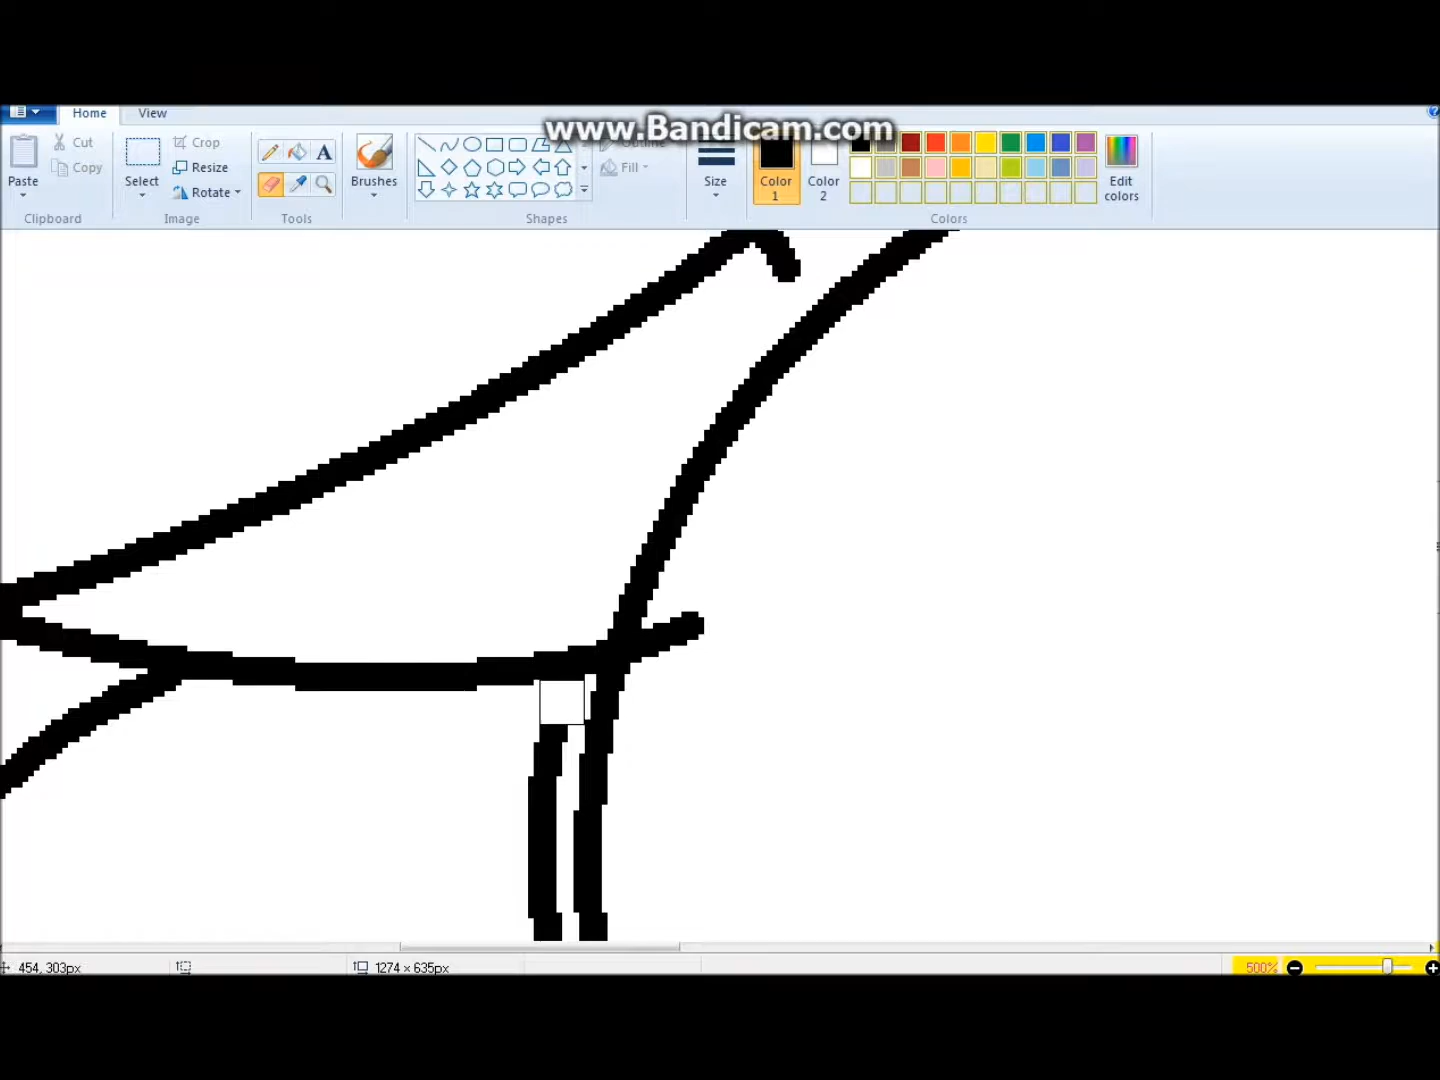 Home View
www.Bandicam.com
Cut
Crop
Outline
Copy
Resize
Fill
Paste
Select
Rotate
Brushes
Size
Color
1
Color
2
Edit
colors
Clipboard
Image
Tools
Shapes
Colors
454, 303px
1274 × 635px
500%